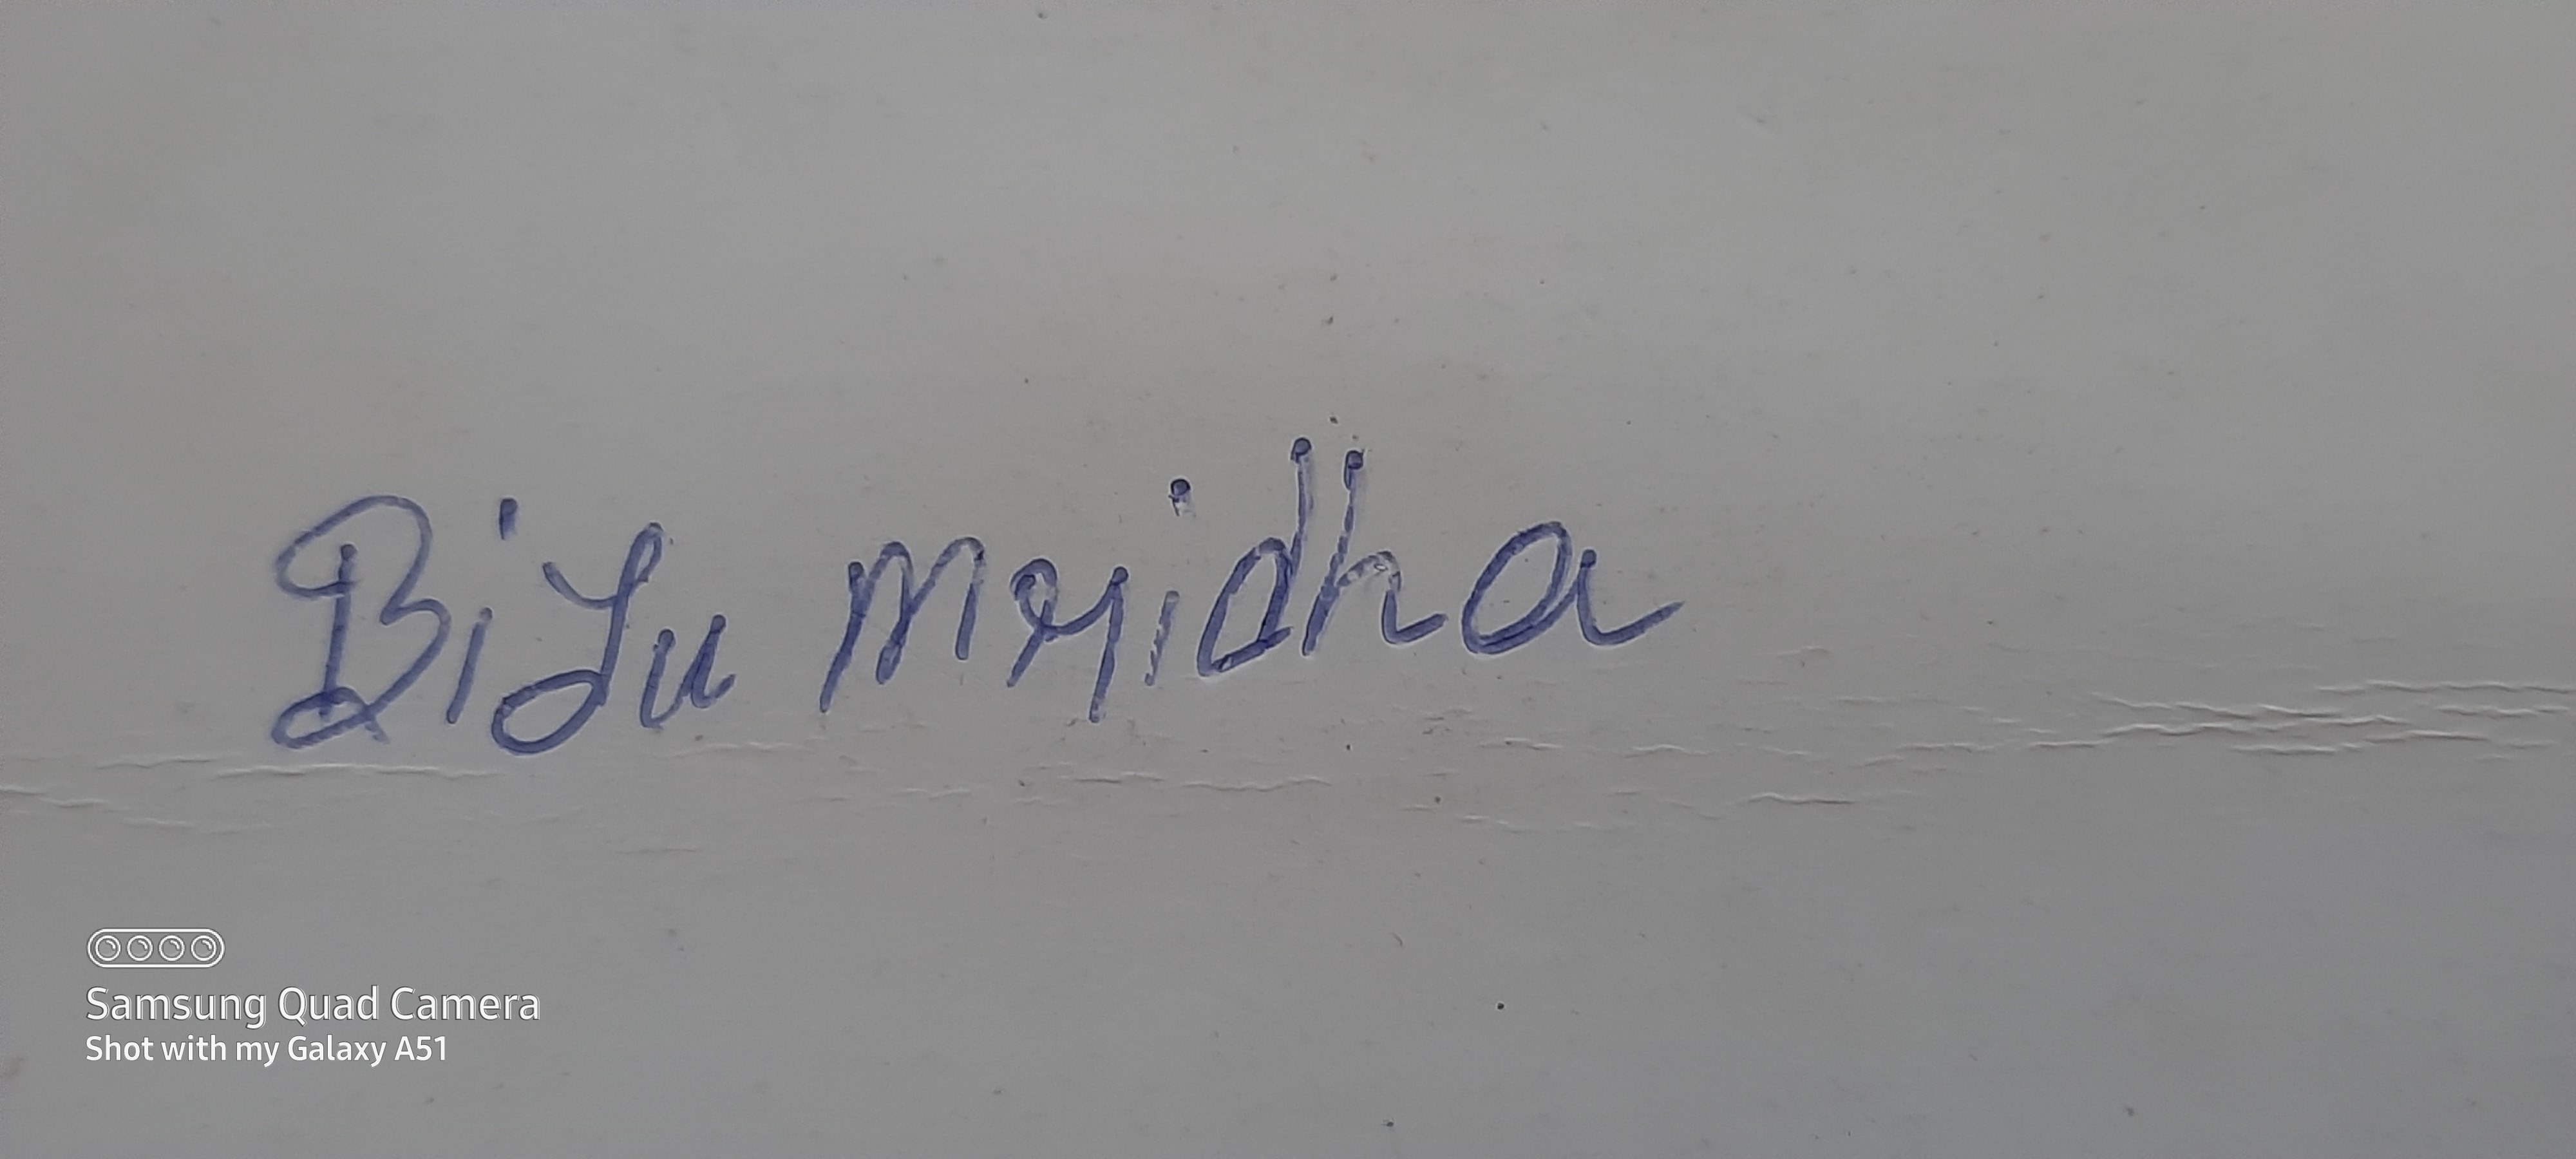 Biju mridha
Samsung Quad Camera
Shot with my Galaxy A51